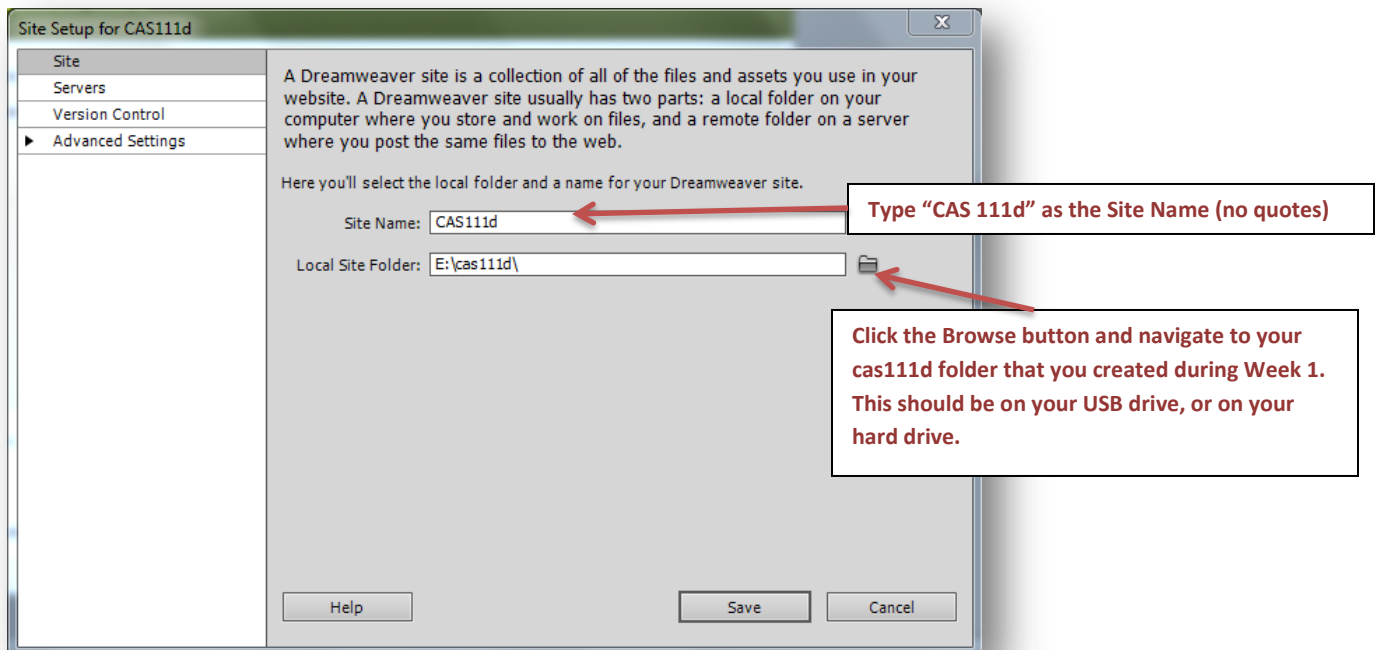 Site Setup for CAS111d
X
Site
Servers
Version Control
Advanced Settings
A Dreamweaver site is a collection of all of the files and assets you use in your
website. A Dreamweaver site usually has two parts: a local folder on your
computer where you store and work on files, and a remote folder on a server
where you post the same files to the web.
Here you'll select the local folder and a name for your Dreamweaver site.
Site Name: CAS111d
Type “CAS 111d” as the Site Name (no quotes)
Local Site Folder: E:\cas111d\
Click the Browse button and navigate to your
cas111d folder that you created during Week 1.
This should be on your USB drive, or on your
hard drive.
Help
Save
Cancel